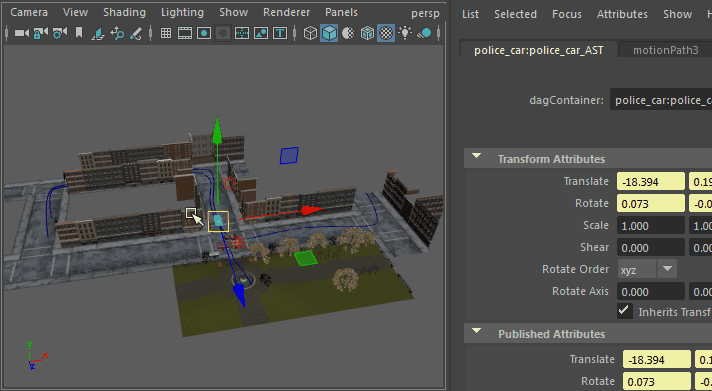 Camera View Shading Lighting Show Renderer Panels persp
List Selected Focus Attributes Show
police_car:police_car_AST motionPath3
dagContainer: police_car:police_c
Transform Attributes
Translate -18.394 0.19
Rotate 0.073 -0.0
Scale 1.000 1.00
Shear 0.000 0.00
Rotate Order xyz
Rotate Axis 0.000 0.00
Inherits Transf
Published Attributes
Translate -18.394 0.1
Rotate 0.073 -0.0